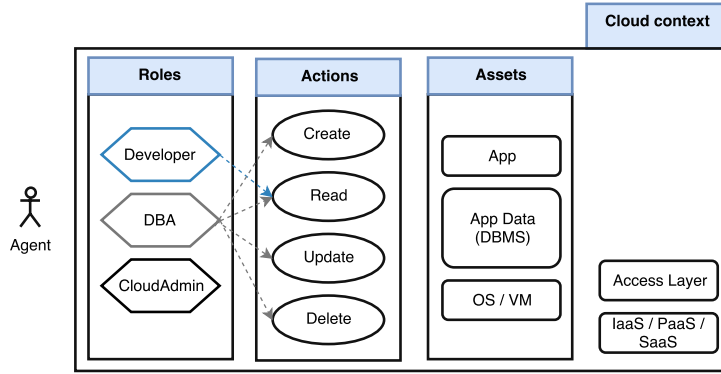 Cloud context
Roles
Actions
Assets
Developer
DBA
CloudAdmin
Create
Read
Update
Delete
App
App Data
(DBMS)
OS / VM
Access Layer
IaaS / PaaS /
SaaS
Agent